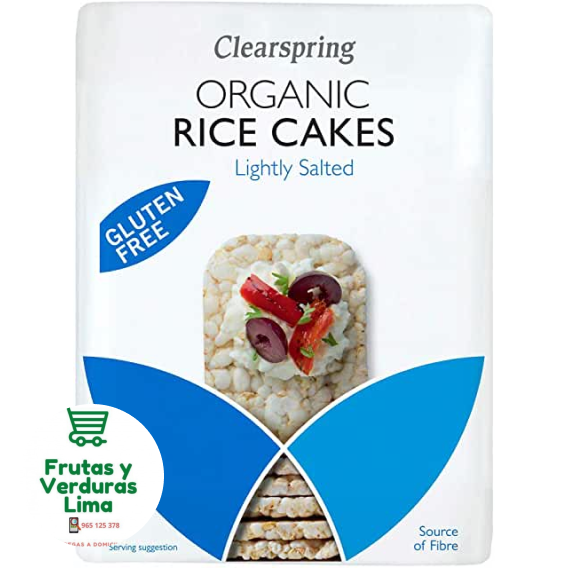 Clearspring
ORGANIC
RICE CAKES
Lightly Salted
GLUTEN
FREE
Frutas y
Verduras
Lima
965 125 378
Serving suggestion
Source
of Fibre